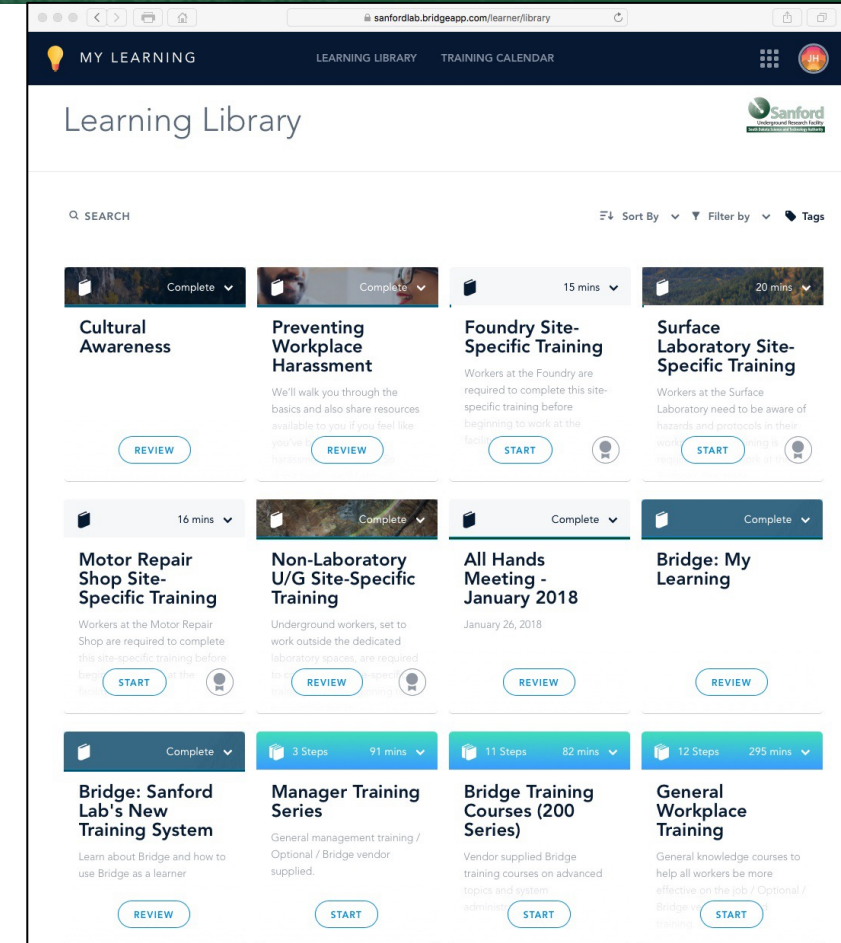 sanfordlab.bridgeapp.com/learner/library
MY LEARNING
LEARNING LIBRARY
TRAINING CALENDAR
JH
Learning Library
Sanford
Underground Research Facility
SEARCH
Sort By
Filter by
Tags
Complete
Cultural
Awareness
REVIEW
Complete
Preventing
Workplace
Harassment
We'll walk you through the
basics and also share resources
available to you if you feel like
you've
REVIEW
15 mins
Foundry Site-
Specific Training
Workers at the Foundry are
required to complete this site-
specific training before
beginning to work at the
START
20 mins
Surface
Laboratory Site-
Specific Training
Workers at the Surface
Laboratory need to be aware of
hazards and protocols in their
START
16 mins
Motor Repair
Shop Site-
Specific Training
Workers at the Motor Repair
Shop are required to complete
this site-specific training before
at the
START
Complete
Non-Laboratory
U/G Site-Specific
Training
Underground workers, set to
work outside the dedicated
laboratory spaces, are required
REVIEW
Complete
All Hands
Meeting -
January 2018
January 26, 2018
REVIEW
Complete
Bridge: My
Learning
REVIEW
Complete
Bridge: Sanford
Lab's New
Training System
Learn about Bridge and how to
use Bridge as a learner
REVIEW
3 Steps
91 mins
Manager Training
Series
General management training /
Optional / Bridge vendor
supplied.
START
11 Steps
82 mins
Bridge Training
Courses (200
Series)
Vendor supplied Bridge
training courses on advanced
topics and system
START
12 Steps
295 mins
General
Workplace
Training
General knowledge courses to
help all workers be more
effective on the job / Optional /
START